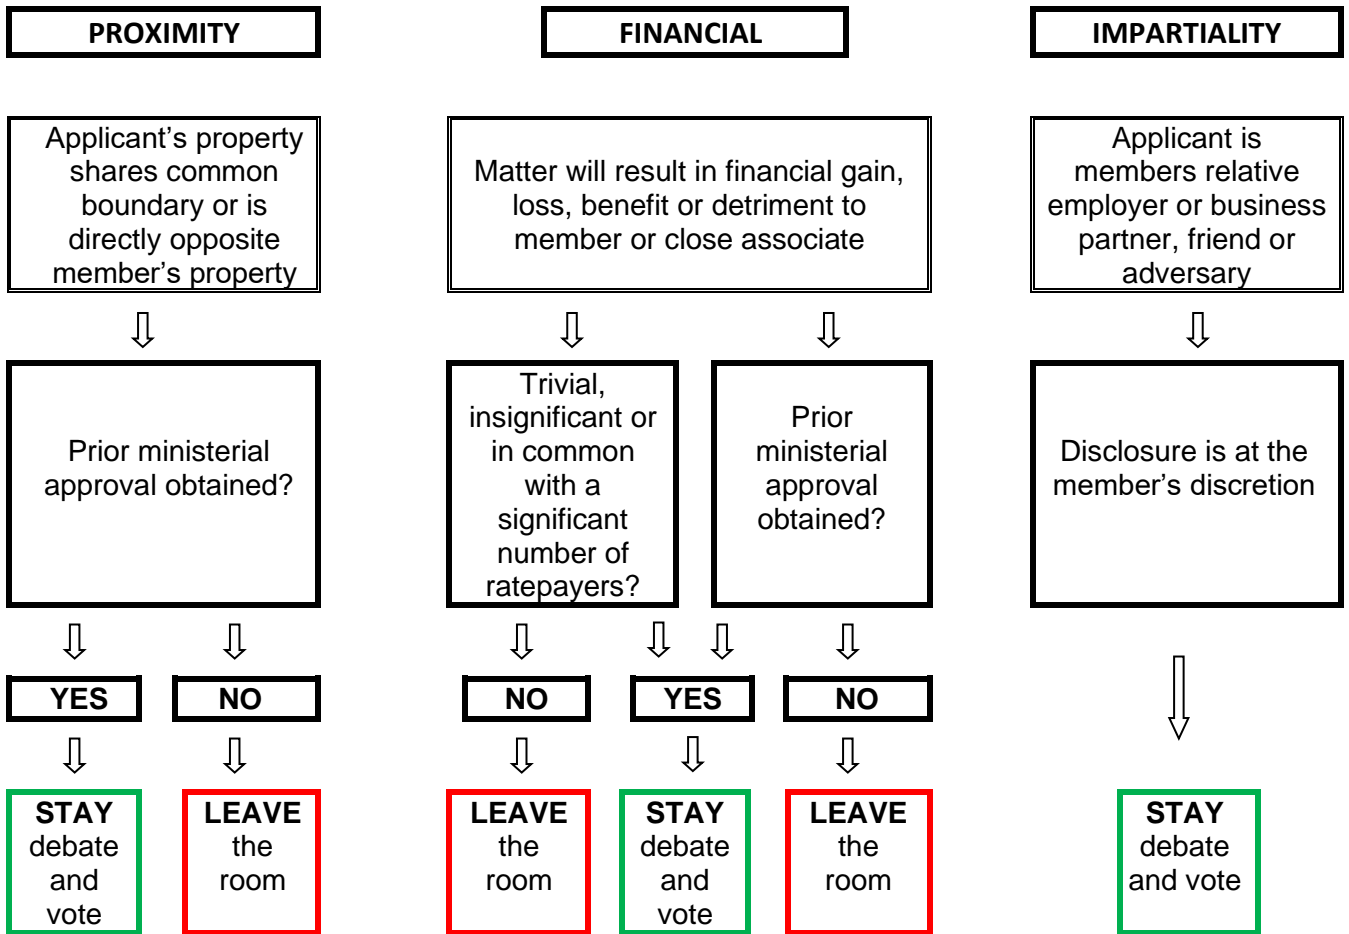 PROXIMITY
FINANCIAL
IMPARTIALITY
Applicant’s property
shares common
boundary or is
directly opposite
member’s property
Matter will result in financial gain,
loss, benefit or detriment to
member or close associate
Applicant is
members relative
employer or business
partner, friend or
adversary
Prior ministerial
approval obtained?
Trivial,
insignificant or
in common
with a
significant
number of
ratepayers?
Prior
ministerial
approval
obtained?
Disclosure is at the
member’s discretion
YES
NO
NO
YES
NO
STAY
debate
and
vote
LEAVE
the
room
LEAVE
the
room
STAY
debate
and
vote
LEAVE
the
room
STAY
debate
and vote